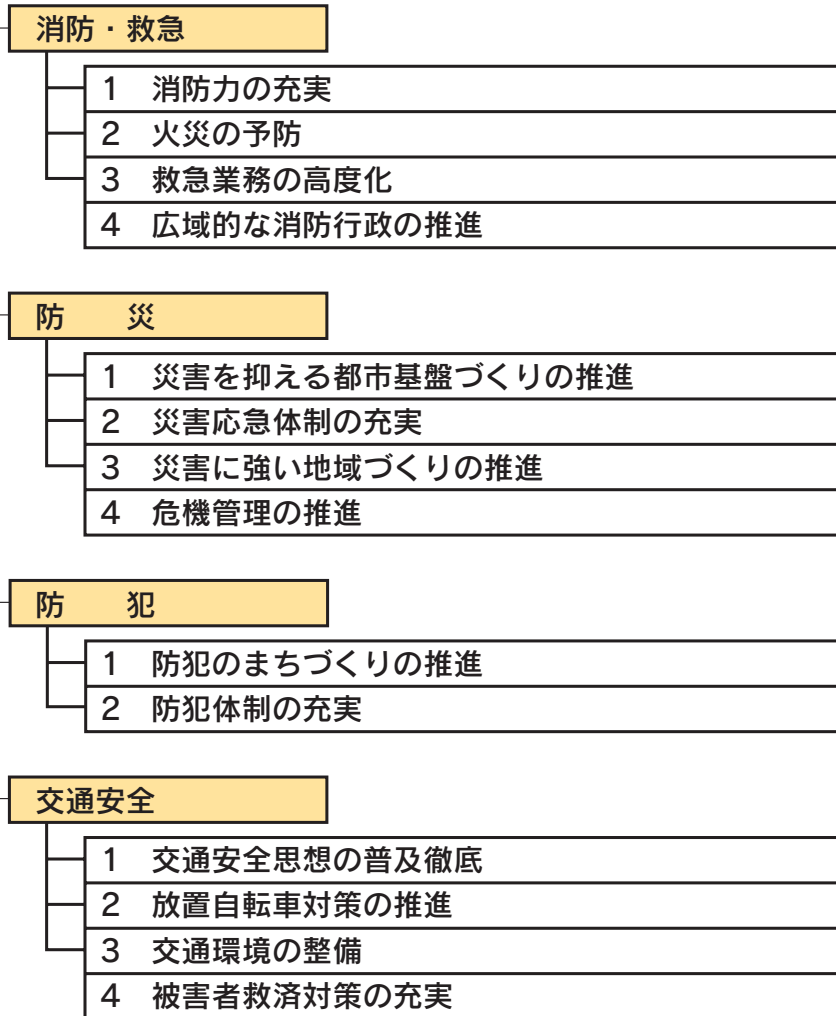 消防・救急
1 消防力の充実
2 火災の予防
3 救急業務の高度化
4 広域的な消防行政の推進
防 災
1 災害を抑える都市基盤づくりの推進
2 災害応急体制の充実
3 災害に強い地域づくりの推進
4 危機管理の推進
防 犯
1 防犯のまちづくりの推進
2 防犯体制の充実
交通安全
1 交通安全思想の普及徹底
2 放置自転車対策の推進
3 交通環境の整備
4 被害者救済対策の充実